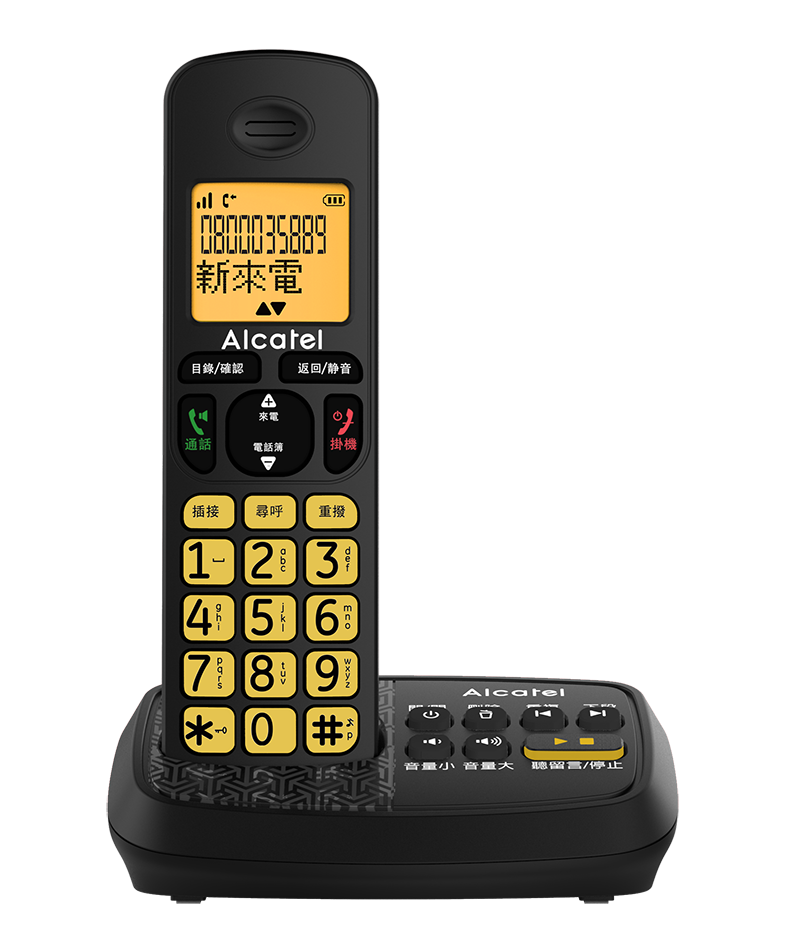 0800035889
新來電
Alcatel
目錄/確認 返回/靜音
來電
通話 掛機
電話簿
插接 尋呼 重撥
1 2 abc 3 def
4 ghi 5 jkl 6 mno
7 pqrs 8 tuv 9 wxyz
* 0 # P
Alcatel
音量小 音量大 聽留言/停止